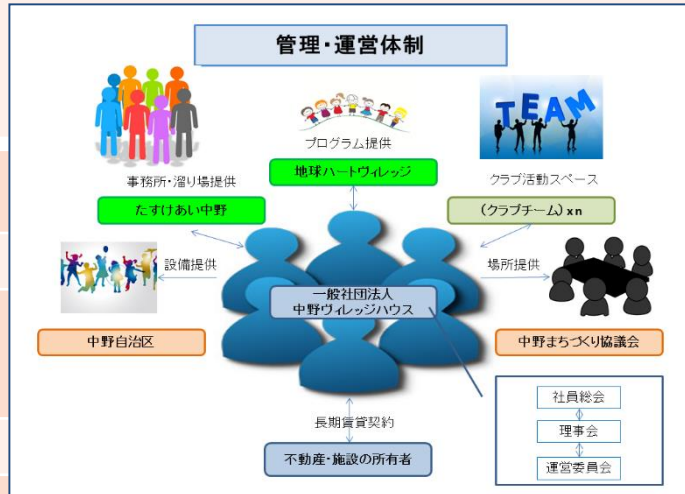 管理・運営体制
プログラム提供
事務所・溜り場提供
地球ハートヴィレッジ
クラブ活動スペース
TEAM
たすけあい中野
(クラブチーム) x n
設備提供
場所提供
一般社団法人
中野ヴィレッジハウス
中野自治区
中野まちづくり協議会
長期賃貸契約
不動産・施設の所有者
社員総会
理事会
運営委員会